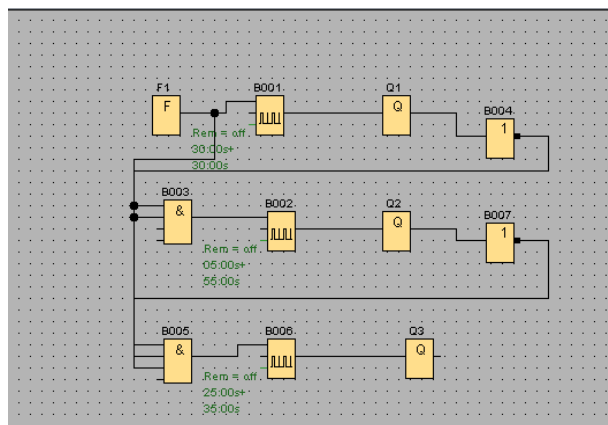 F1
B001
Q1
F
Q
B004
1
Rem = off
30:00s+
30:00s
B003
B002
Q2
&
Q
B007
1
Rem = off
05:00s+
55:00s
B005
B006
Q3
&
Q
Rem = off
25:00s+
35:00s